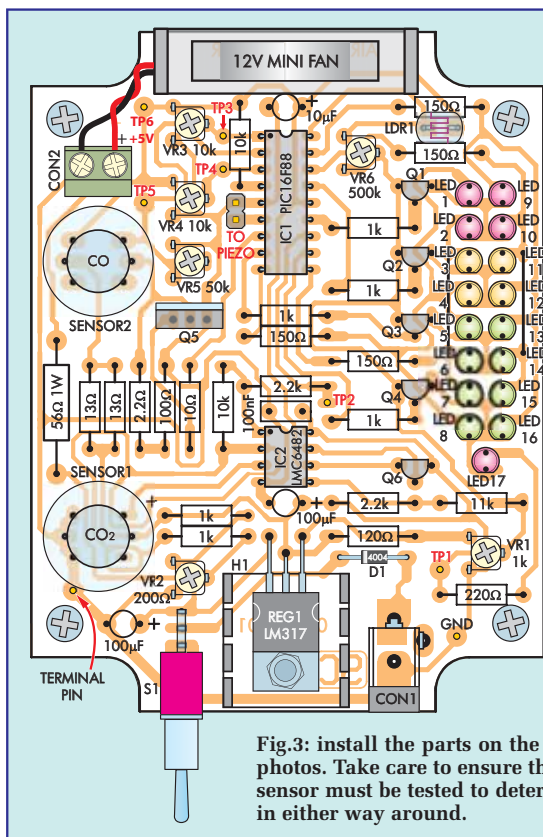 12V MINI FAN
TP6
+ +5V
CON2
TP5
VR3 10k
TP3
10k
TP4
VR4 10k
TO PIEZO
VR5 50k
+
10µF
IC1 PIC16F88
150Ω
LDR1
150Ω
VR6
500k
Q1
1k
Q2
1k
Q3
150Ω
Q4
1k
LED
1
LED
2
LED
3
LED
4
LED
5
LED
6
LED
7
LED
8
LED
9
LED
10
LED
11
LED
12
LED
13
LED
14
LED
15
LED
16
LED17
CO
SENSOR2
Q5
1k
150Ω
56Ω 1W
13Ω
13Ω
2.2Ω
100Ω
10Ω
10k
2.2k
100nF
TP2
IC2
LMC6482
Q6
SENSOR1
+
CO2
1k
1k
100µF
+
2.2k
11k
120Ω
4004
D1
TP1
VR1
1k
220Ω
GND
VR2
200Ω
H1
REG1
LM317
100µF
+
TERMINAL
PIN
S1
CON1
Fig.3: install the parts on the
photos. Take care to ensure th
sensor must be tested to deter
in either way around.